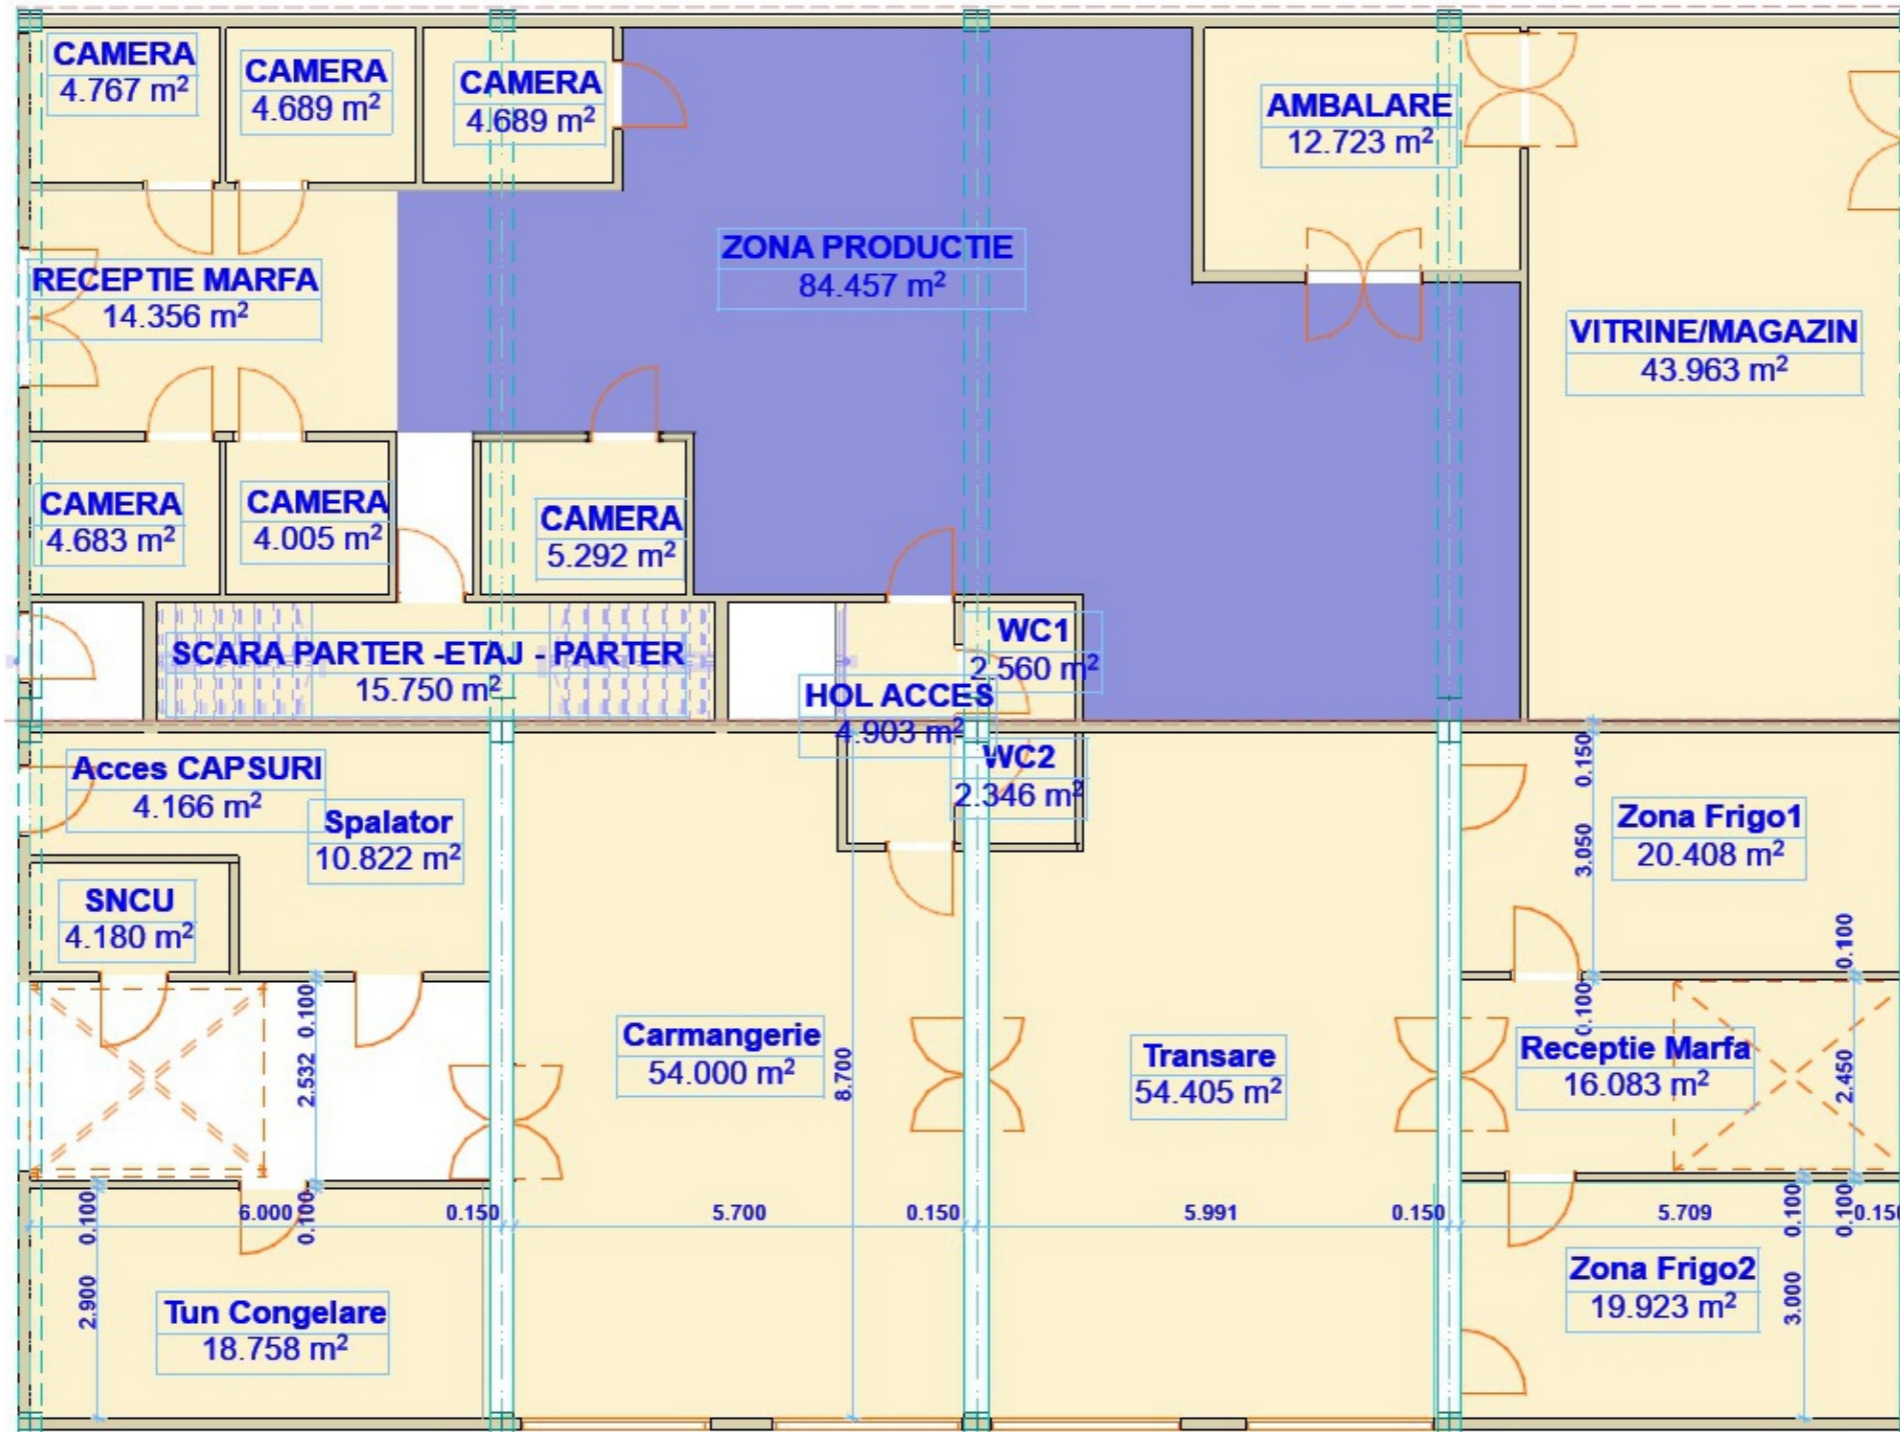 CAMERA
4.767 m²
CAMERA
4.689 m²
CAMERA
4.689 m²
AMBALARE
12.723 m²
ZONA PRODUCTIE
84.457 m²
RECEPTIE MARFA
14.356 m²
VITRINE/MAGAZIN
43.963 m²
CAMERA
4.683 m²
CAMERA
4.005 m²
CAMERA
5.292 m²
SCARA PARTER -ETAJ - PARTER
15.750 m²
WC1
2.560 m²
HOL ACCES
4.903 m²
WC2
2.346 m²
Acces CAPSURI
4.166 m²
Spalator
10.822 m²
SNCU
4.180 m²
0.150
3.050
Zona Frigo1
20.408 m²
0.100
0.100
0.100
2.532
Carmangerie
54.000 m²
8.700
Transare
54.405 m²
Receptie Marfa
16.083 m²
2.450
0.100
6.000
0.100
0.150
5.700
0.150
5.991
0.150
5.709
0.100
0.100
0.150
2.900
Tun Congelare
18.758 m²
Zona Frigo2
19.923 m²
3.000